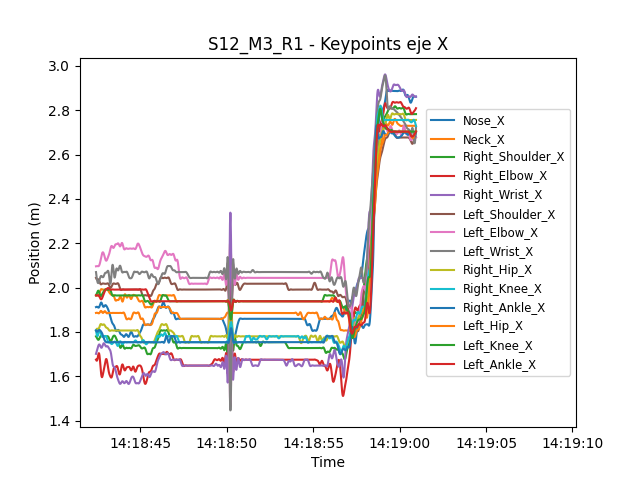 S12_M3_R1 - Keypoints eje X
Position (m)
3.0
2.8
2.6
2.4
2.2
2.0
1.8
1.6
1.4
Nose_X
Neck_X
Right_Shoulder_X
Right_Elbow_X
Right_Wrist_X
Left_Shoulder_X
Left_Elbow_X
Left_Wrist_X
Right_Hip_X
Right_Knee_X
Right_Ankle_X
Left_Hip_X
Left_Knee_X
Left_Ankle_X
14:18:45 14:18:50 14:18:55 14:19:00 14:19:05 14:19:10
Time